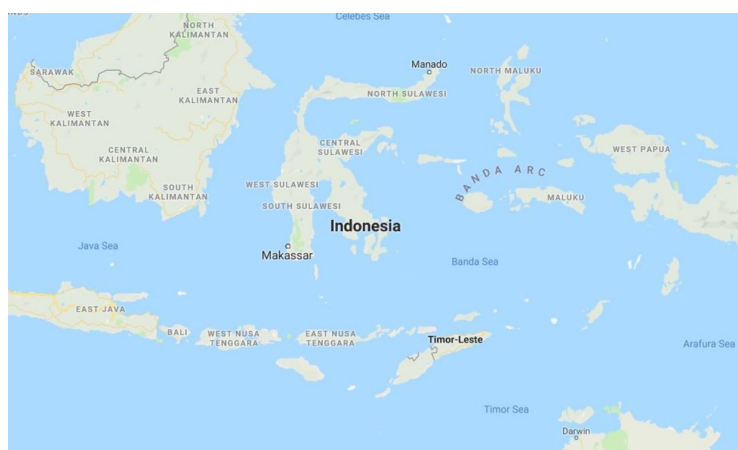 Celebes Sea
NORTH
KALIMANTAN
Manado
NORTH MALUKU
SARAWAK
EAST
KALIMANTAN
NORTH SULAWESI
WEST
KALIMANTAN
CENTRAL
KALIMANTAN
CENTRAL
SULAWESI
WEST PAPUA
BANDA ARC
SOUTH
KALIMANTAN
WEST SULAWESI
SOUTH SULAWESI
MALUKU
Indonesia
Java Sea
Makassar
Banda Sea
EAST JAVA
BALI
WEST NUSA
TENGGARA
EAST NUSA
TENGGARA
Timor-Leste
Arafura Sea
Timor Sea
Darwin